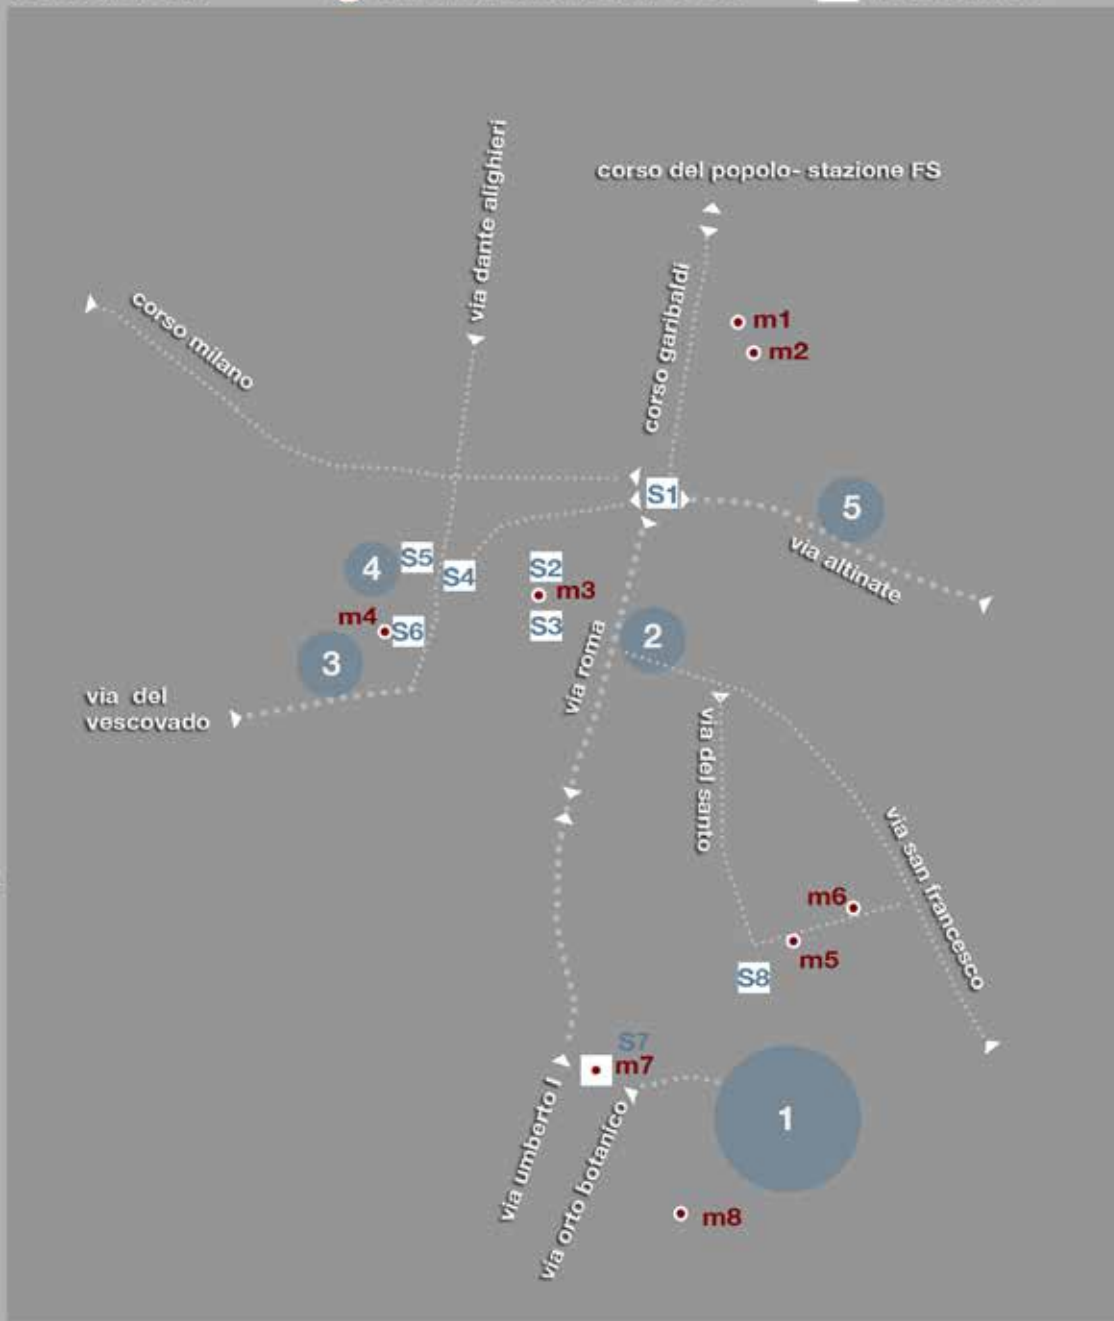 corso del popolo- stazione FS
via dante alighieri
corso milano
corso garibaldi
m1
m2
S1
5
via altinate
4
S5
S4
S2
m3
S3
m4
S6
3
2
via roma
via del
vescovado
via del santo
via san francesco
m6
m5
S8
S7
m7
via umberto I
via orto botanico
1
m8